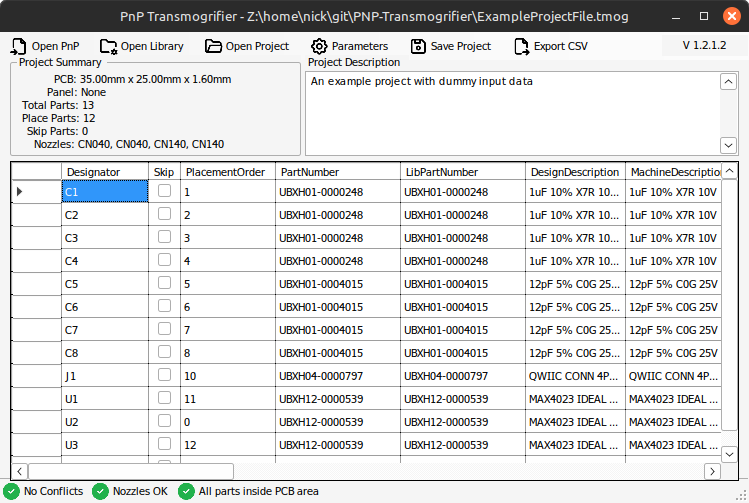 PnP Transmogrifier - Z:\home\nick\git\PNP-Transmogrifier\ExampleProjectFile.tmog
Open PnP Open Library Open Project Parameters Save Project Export CSV V 1.2.1.2
Project Summary
PCB: 35.00mm x 25.00mm x 1.60mm
Panel: None
Total Parts: 13
Place Parts: 12
Skip Parts: 0
Nozzles: CN040, CN040, CN140, CN140
Project Description
An example project with dummy input data
Designator Skip PlacementOrder PartNumber LibPartNumber DesignDescription MachineDescription
C1 1 UBXH01-0000248 UBXH01-0000248 1uF 10% X7R 10... 1uF 10% X7R 10V
C2 2 UBXH01-0000248 UBXH01-0000248 1uF 10% X7R 10... 1uF 10% X7R 10V
C3 3 UBXH01-0000248 UBXH01-0000248 1uF 10% X7R 10... 1uF 10% X7R 10V
C4 4 UBXH01-0000248 UBXH01-0000248 1uF 10% X7R 10... 1uF 10% X7R 10V
C5 5 UBXH01-0004015 UBXH01-0004015 12pF 5% C0G 25V 12pF 5% C0G 25V
C6 6 UBXH01-0004015 UBXH01-0004015 12pF 5% C0G 25V 12pF 5% C0G 25V
C7 7 UBXH01-0004015 UBXH01-0004015 12pF 5% C0G 25V 12pF 5% C0G 25V
C8 8 UBXH01-0004015 UBXH01-0004015 12pF 5% C0G 25V 12pF 5% C0G 25V
J1 10 UBXH04-0000797 UBXH04-0000797 QWIIC CONN 4P... QWIIC CONN 4P...
U1 11 UBXH12-0000539 UBXH12-0000539 MAX4023 IDEAL ... MAX4023 IDEAL ...
U2 0 UBXH12-0000539 UBXH12-0000539 MAX4023 IDEAL ... MAX4023 IDEAL ...
U3 12 UBXH12-0000539 UBXH12-0000539 MAX4023 IDEAL ... MAX4023 IDEAL ...
No Conflicts Nozzles OK All parts inside PCB area